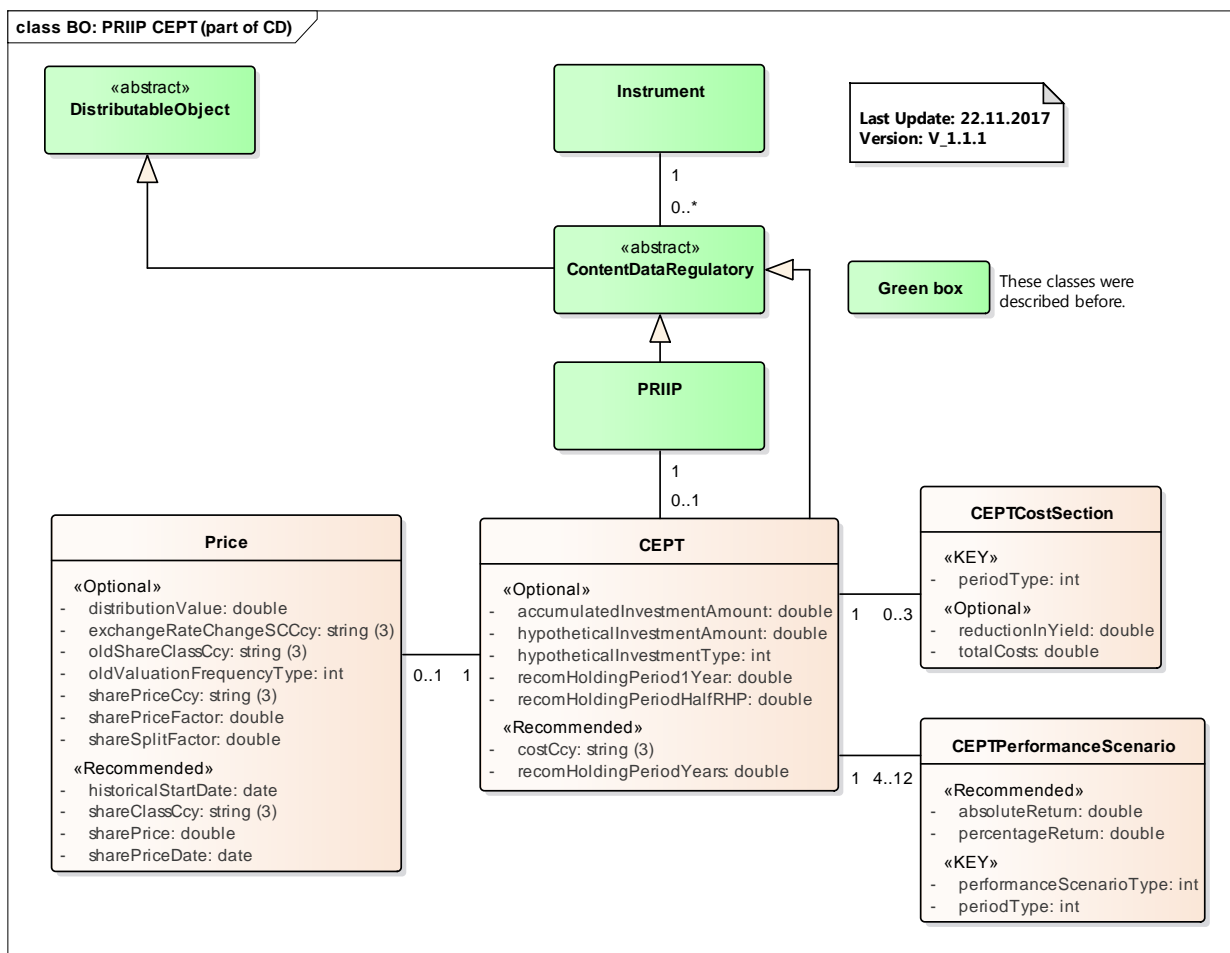 class BO: PRIIP CEPT (part of CD)
«abstract»
DistributableObject
Instrument
Last Update: 22.11.2017
Version: V_1.1.1
1
0..*
«abstract»
ContentDataRegulatory
Green box
These classes were
described before.
PRIIP
1
0..1
Price
«Optional»
- distributionValue: double
- exchangeRateChangeSCCcy: string (3)
- oldShareClassCcy: string (3)
- oldValuationFrequencyType: int
- sharePriceCcy: string (3)
- sharePriceFactor: double
- shareSplitFactor: double
«Recommended»
- historicalStartDate: date
- shareClassCcy: string (3)
- sharePrice: double
- sharePriceDate: date
0..1 1
CEPT
«Optional»
- accumulatedInvestmentAmount: double
- hypotheticalInvestmentAmount: double
- hypotheticalInvestmentType: int
- recomHoldingPeriod1Year: double
- recomHoldingPeriodHalfRHP: double
«Recommended»
- costCcy: string (3)
- recomHoldingPeriodYears: double
1 0..3
CEPTCostSection
«KEY»
- periodType: int
«Optional»
- reductionInYield: double
- totalCosts: double
1 4..12
CEPTPerformanceScenario
«Recommended»
- absoluteReturn: double
- percentageReturn: double
«KEY»
- performanceScenarioType: int
- periodType: int